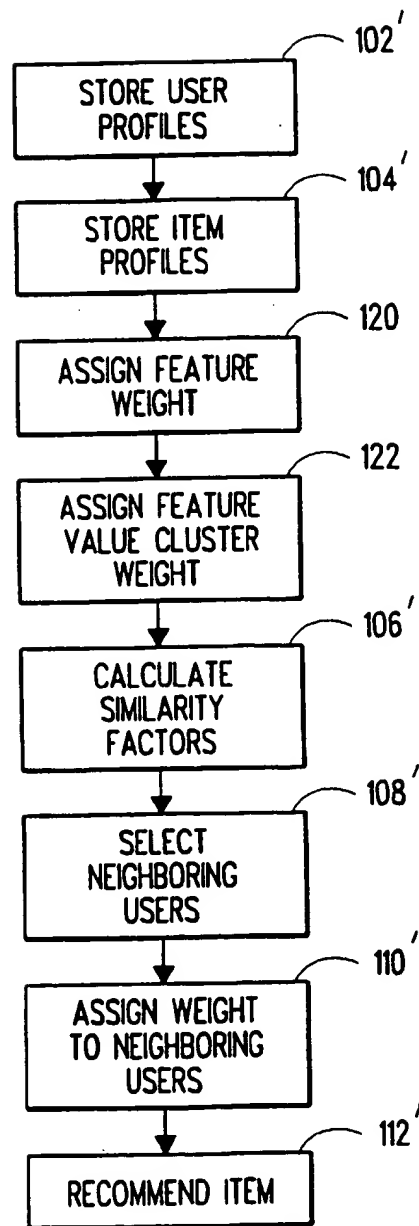 102'
STORE USER
PROFILES
104'
STORE ITEM
PROFILES
120
ASSIGN FEATURE
WEIGHT
122
ASSIGN FEATURE
VALUE CLUSTER
WEIGHT
106'
CALCULATE
SIMILARITY
FACTORS
108'
SELECT
NEIGHBORING
USERS
110'
ASSIGN WEIGHT
TO NEIGHBORING
USERS
112'
RECOMMEND ITEM